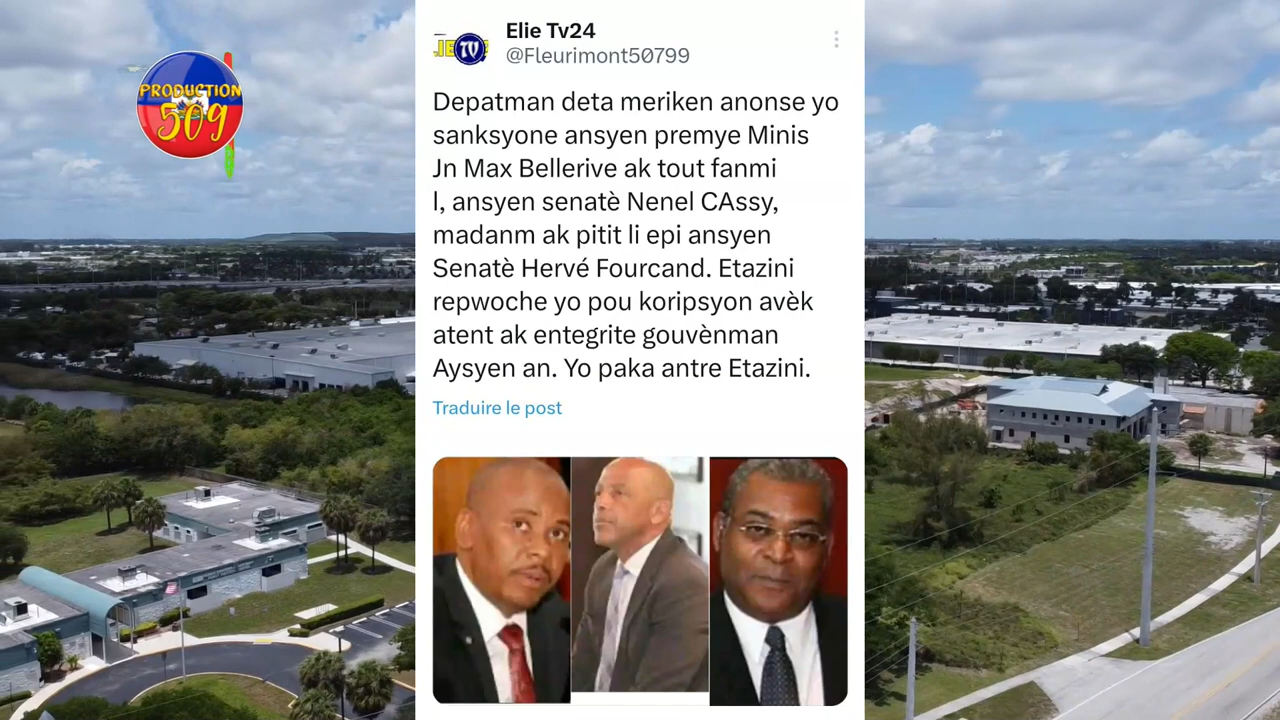 PRODUCTION
509
JE TV
Elie Tv24
@Fleurimont50799
Depatman deta meriken anonse yo
sanksyone ansyen premye Minis
Jn Max Bellerive ak tout fanmi
l, ansyen senatè Nenel CAssy,
madanm ak pitit li epi ansyen
Senatè Hervé Fourcand. Etazini
repwoche yo pou koripsyon avèk
atent ak entegrite gouvènman
Aysyen an. Yo paka antre Etazini.
Traduire le post